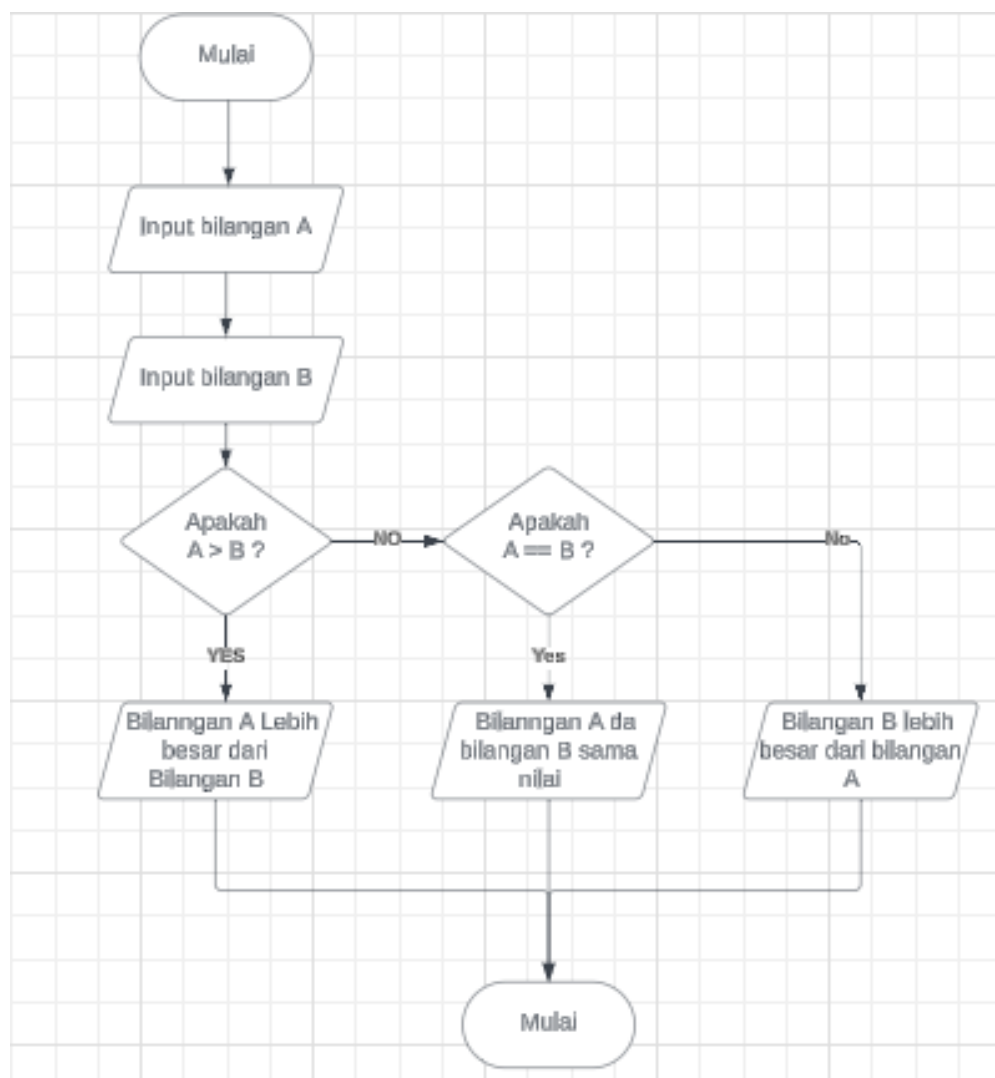 Mulai
Input bilangan A
Input bilangan B
Apakah
A > B ?
NO
Apakah
A == B ?
No
YES
Yes
Bilanngan A Lebih
besar dari
Bilangan B
Bilanngan A da
bilangan B sama
nilai
Bilangan B lebih
besar dari bilangan
A
Mulai